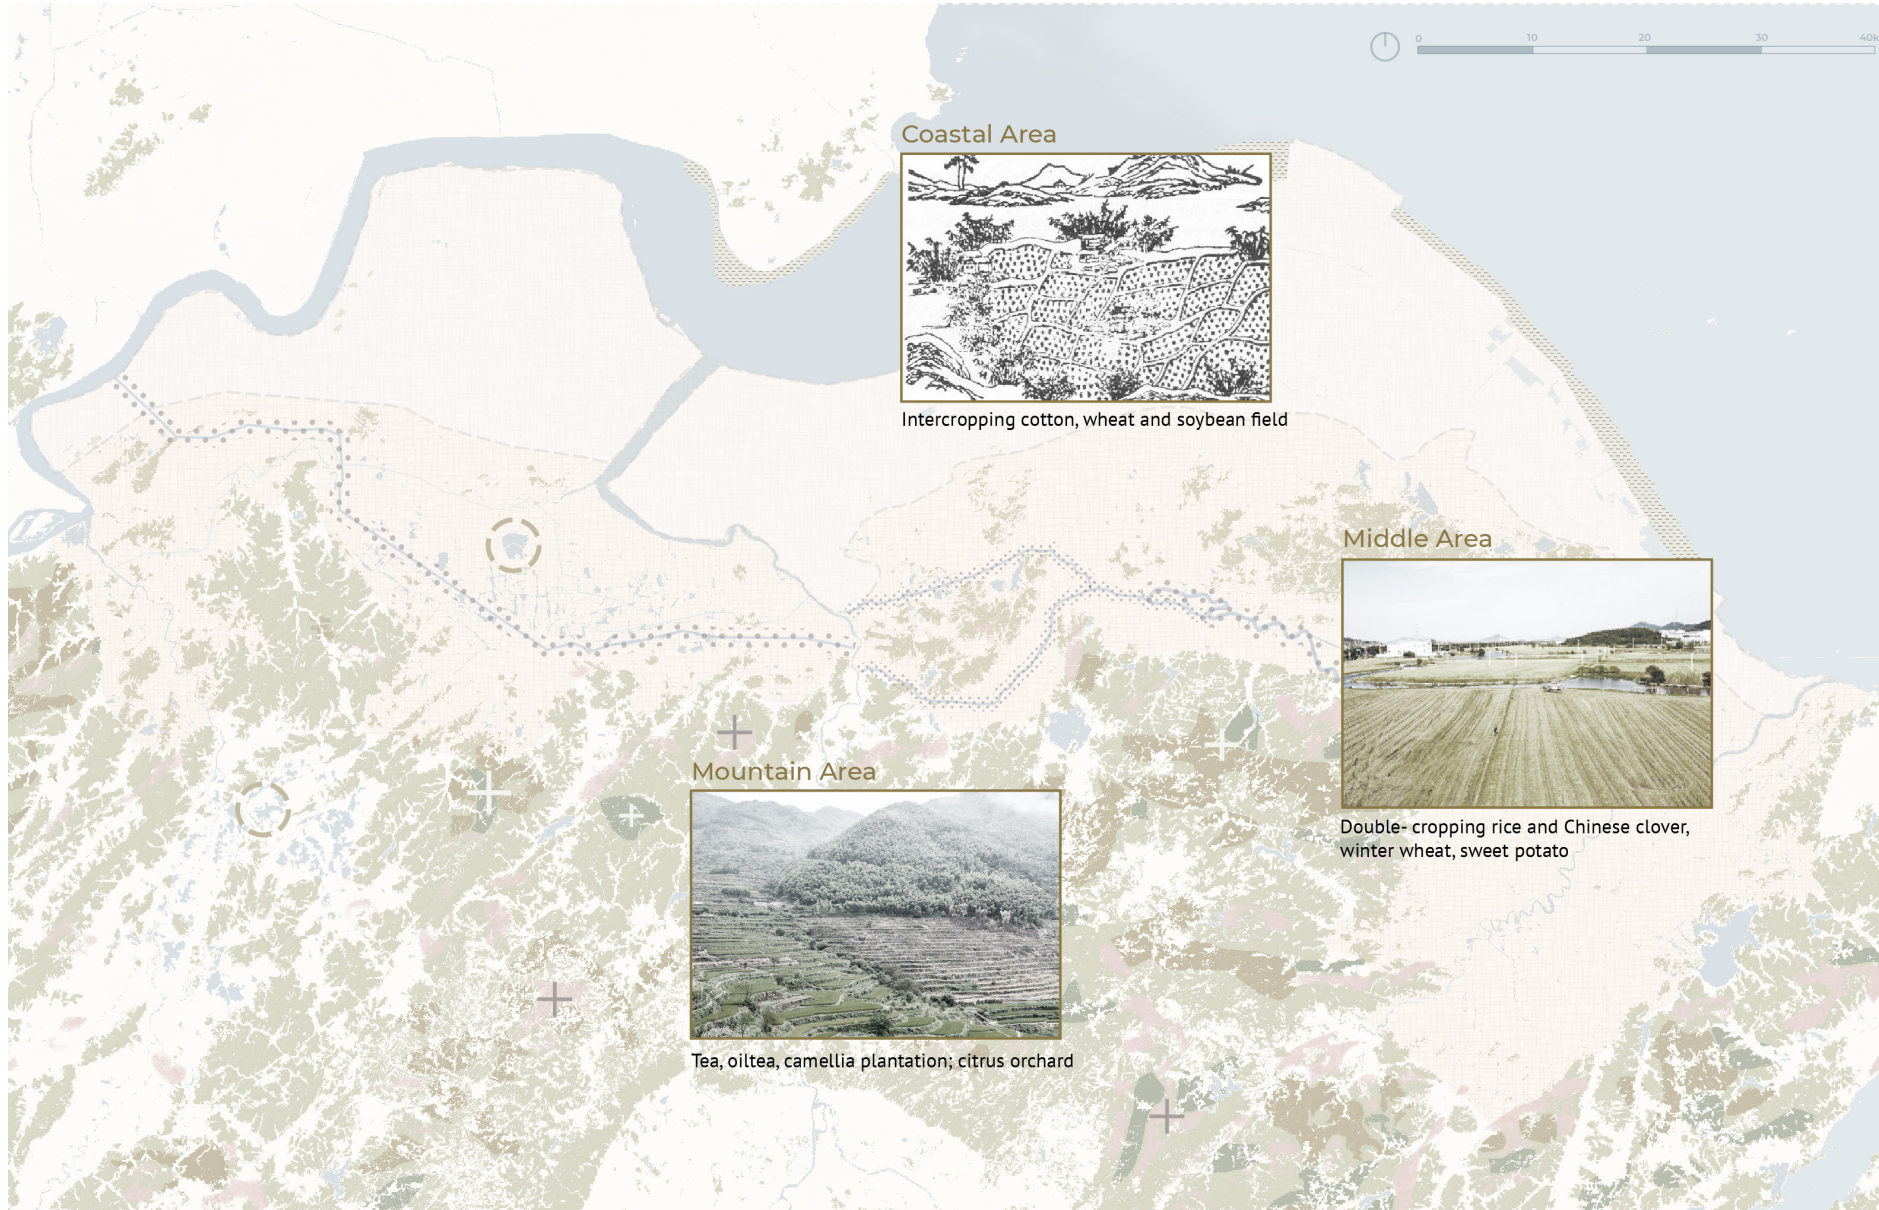 0 10 20 30 40k
Coastal Area
Intercropping cotton, wheat and soybean field
Middle Area
Double- cropping rice and Chinese clover,
winter wheat, sweet potato
Mountain Area
Tea, oiltea, camellia plantation; citrus orchard